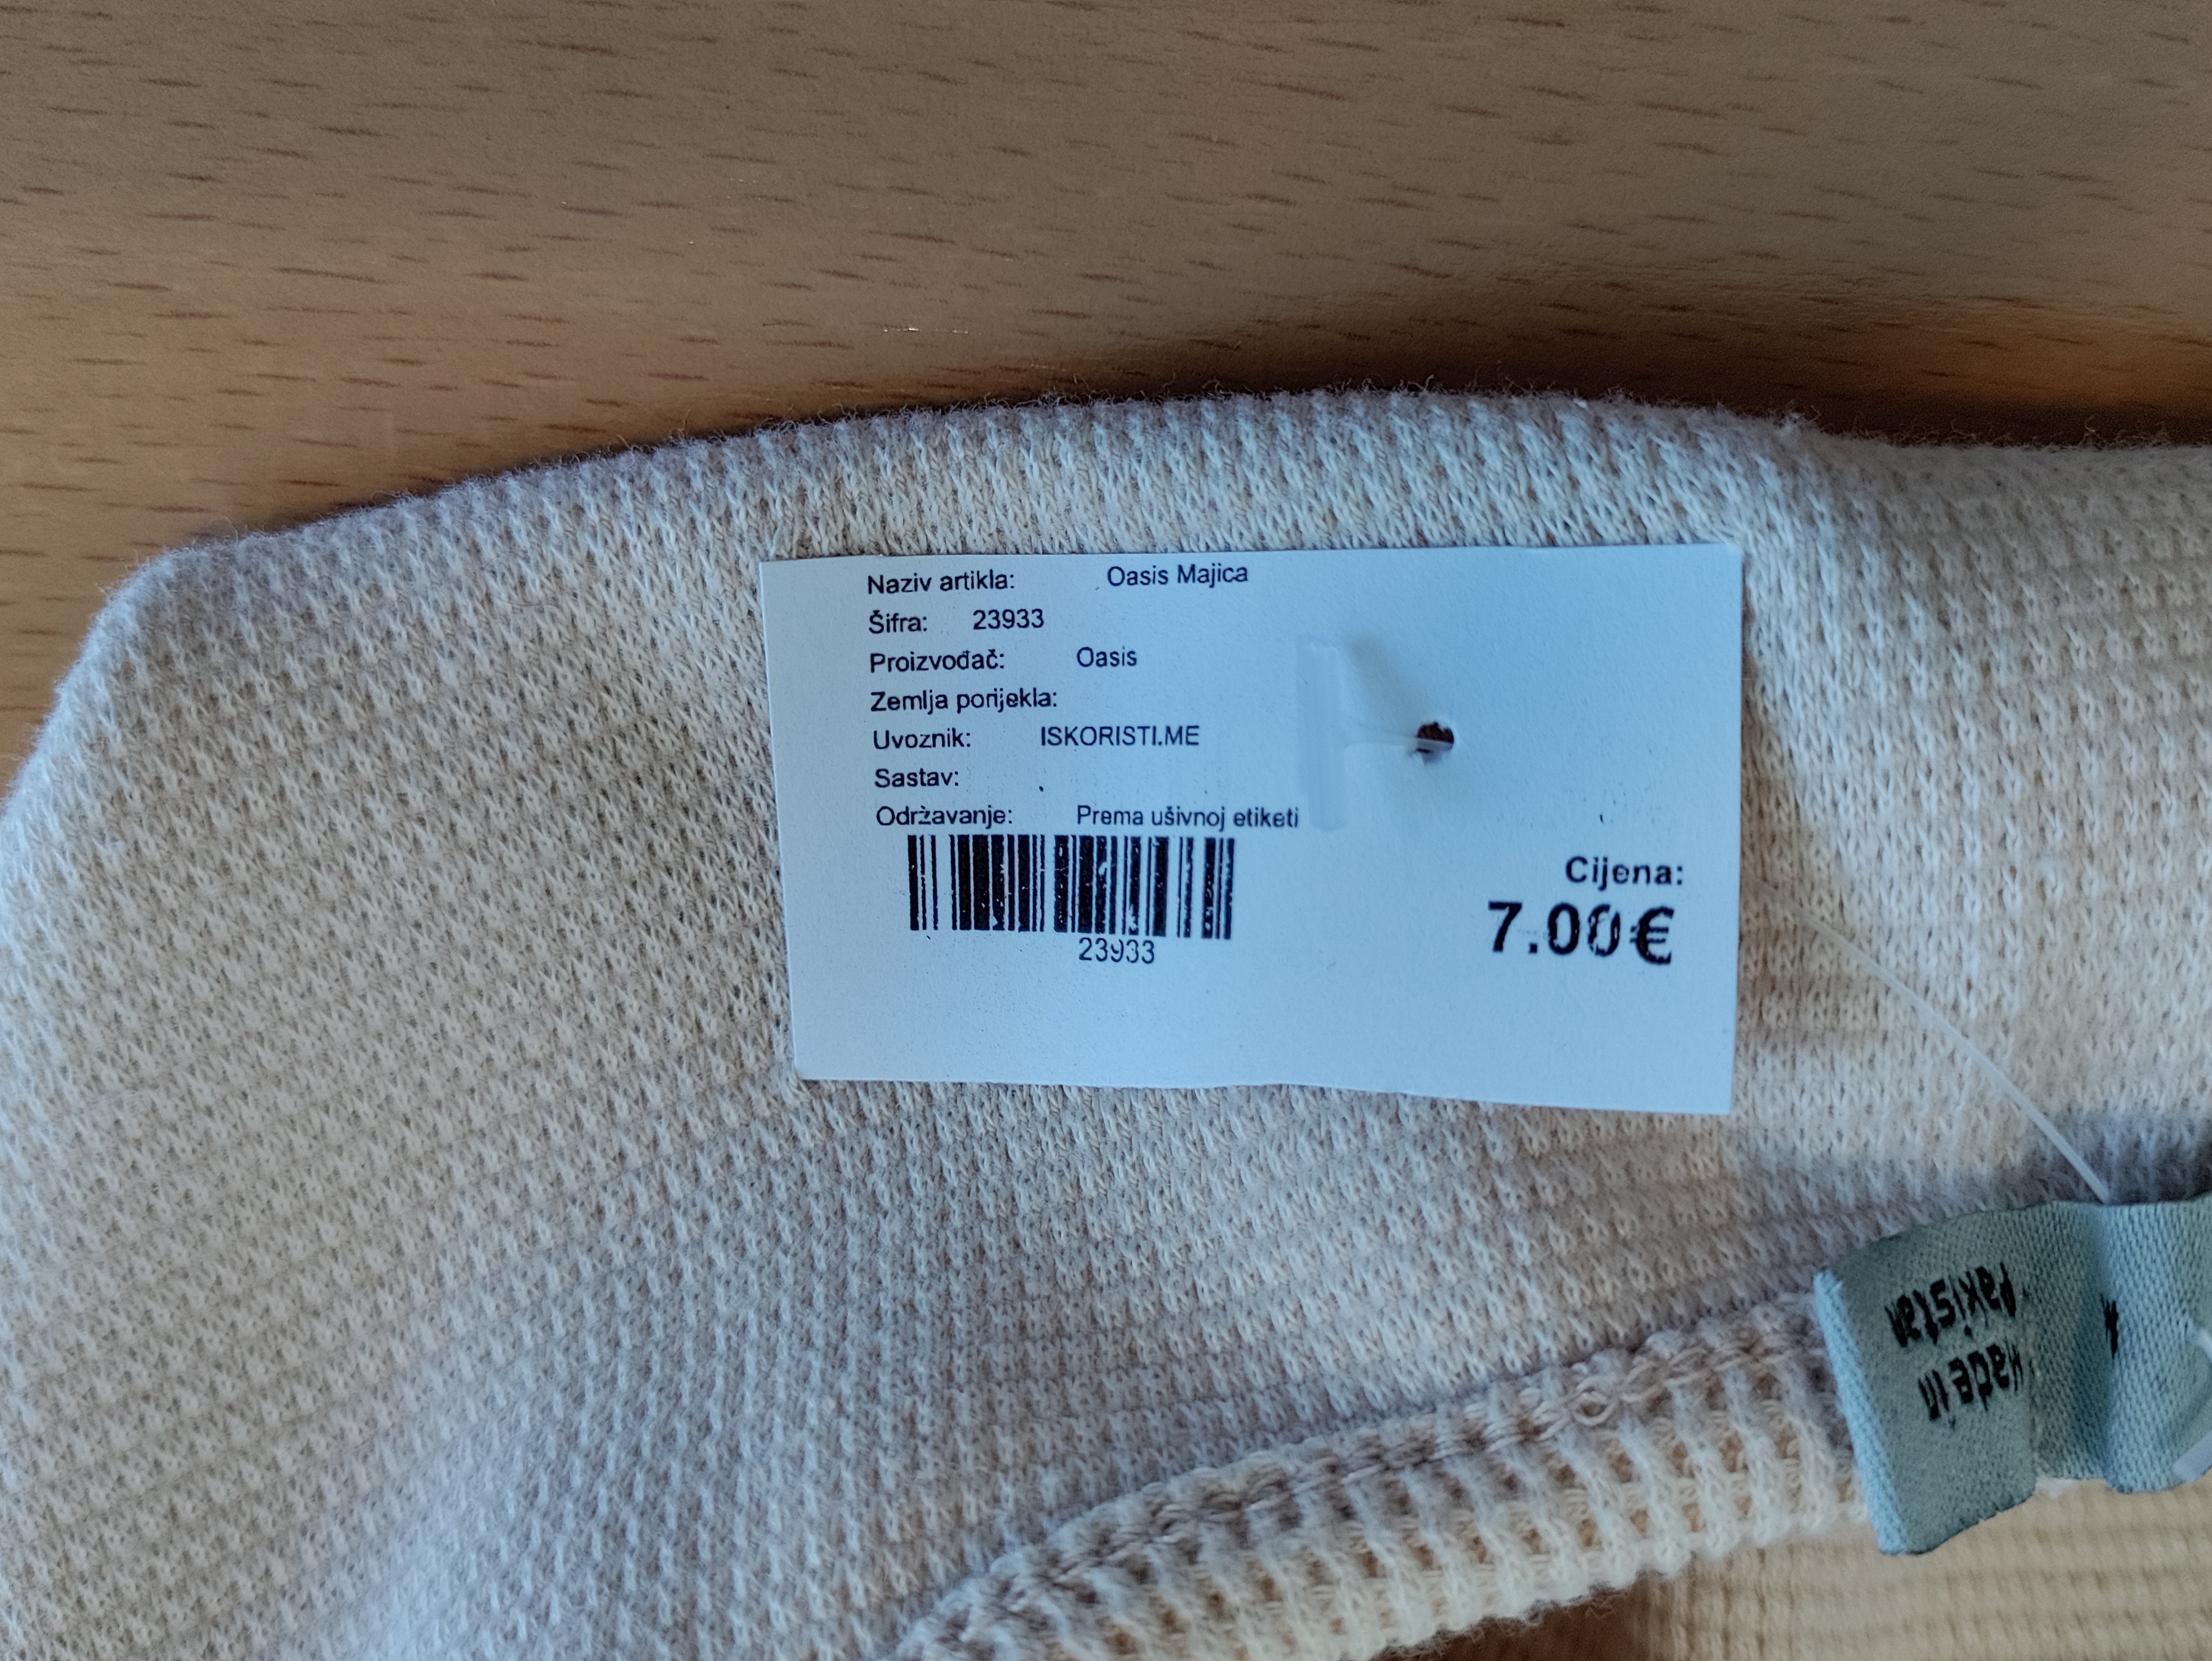 Naziv artikla: Oasis Majica
Šifra: 23933
Proizvođač: Oasis
Zemlja porijekla:
Uvoznik: ISKORISTI.ME
Sastav:
Održavanje: Prema ušivnoj etiketi
23933
Cijena:
7.00€
Made in
Pakistan